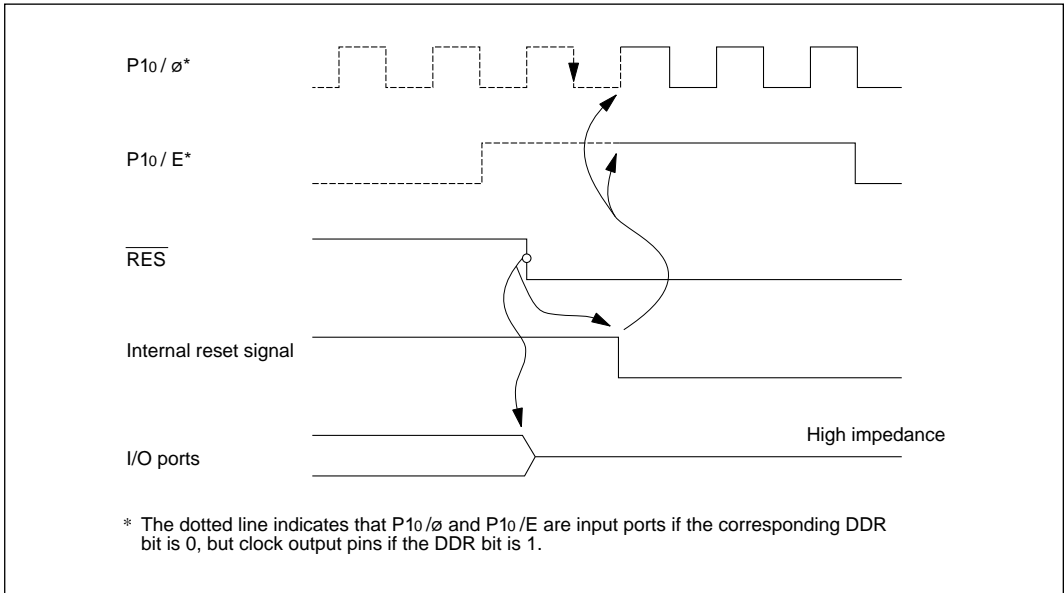 P10 / ø*
P10 / E*
RES
Internal reset signal
High impedance
I/O ports
* The dotted line indicates that P10 /ø and P10 /E are input ports if the corresponding DDR
bit is 0, but clock output pins if the DDR bit is 1.